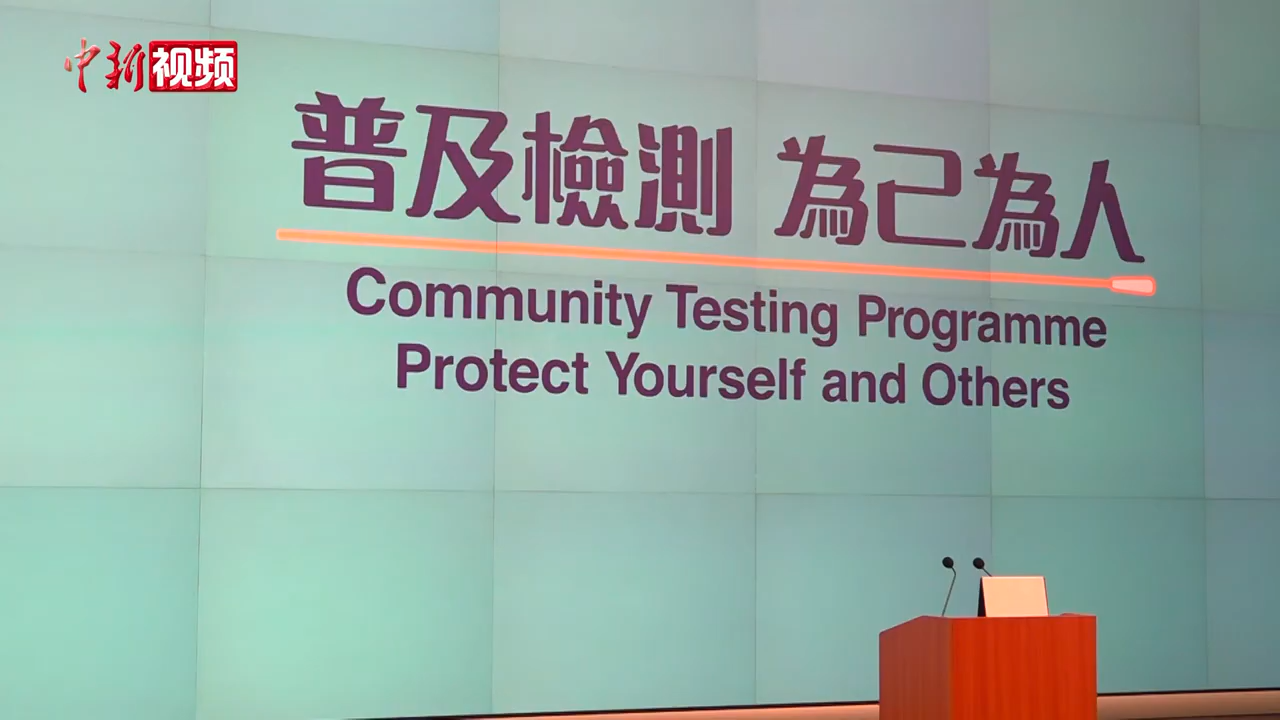 中新视频
普及檢測 為己為人
Community Testing Programme
Protect Yourself and Others